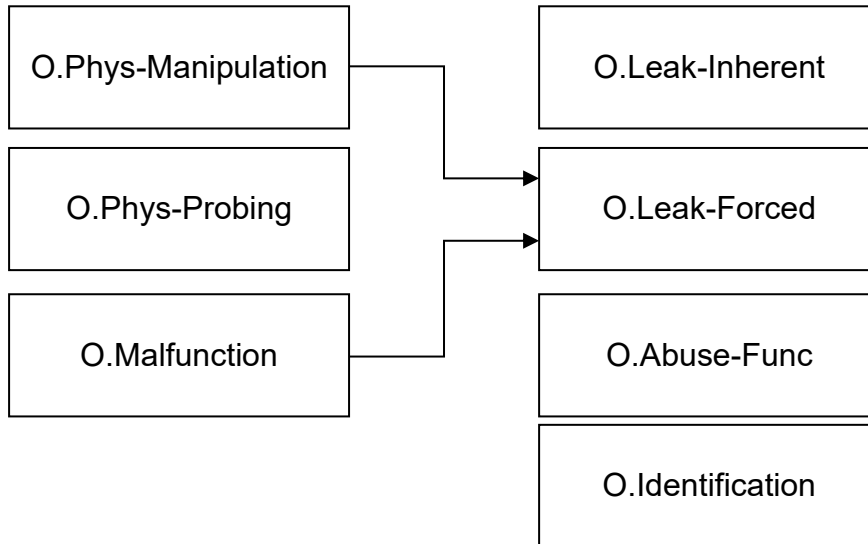 O.Phys-Manipulation
O.Leak-Inherent
O.Phys-Probing
O.Leak-Forced
O.Malfunction
O.Abuse-Func
O.Identification